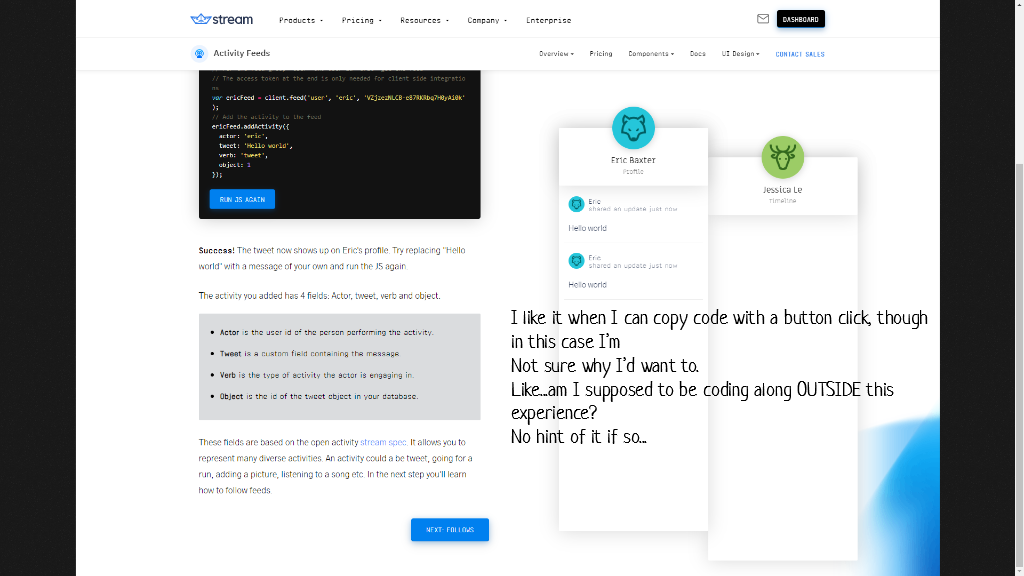 stream
Products
Pricing
Resources
Company
Enterprise
DASHBOARD
Activity Feeds
Overview
Pricing
Components
Docs
UI Design
CONTACT SALES
// The access token at the end is only needed for client side integratio
ns
var ericFeed = client.feed('user', 'eric',
);
// Add the activity to the feed
ericFeed.addActivity({
actor: 'eric',
tweet: 'Hello world',
verb: 'tweet',
object: 1
});
RUN JS AGAIN
Success! The tweet now shows up on Eric's profile. Try replacing "Hello
world" with a message of your own and run the JS again.
The activity you added has 4 fields: Actor, tweet, verb and object.
• Actor is the user id of the person performing the activity.
• Tweet is a custom field containing the message.
• Verb is the type of activity the actor is engaging in.
• Object is the id of the tweet object in your database.
These fields are based on the open activity stream spec. It allows you to
represent many diverse activities. An activity could a be tweet, going for a
run, adding a picture, listening to a song etc. In the next step you'll learn
how to follow feeds.
NEXT: FOLLOWS
Eric Baxter
Profile
Eric
shared an update just now
Hello world
Eric
shared an update just now
Hello world
Jessica Le
timeline
I like it when I can copy code with a button click, though
in this case I'm
Not sure why I'd want to.
Like...am I supposed to be coding along OUTSIDE this
experience?
No hint of it if so...